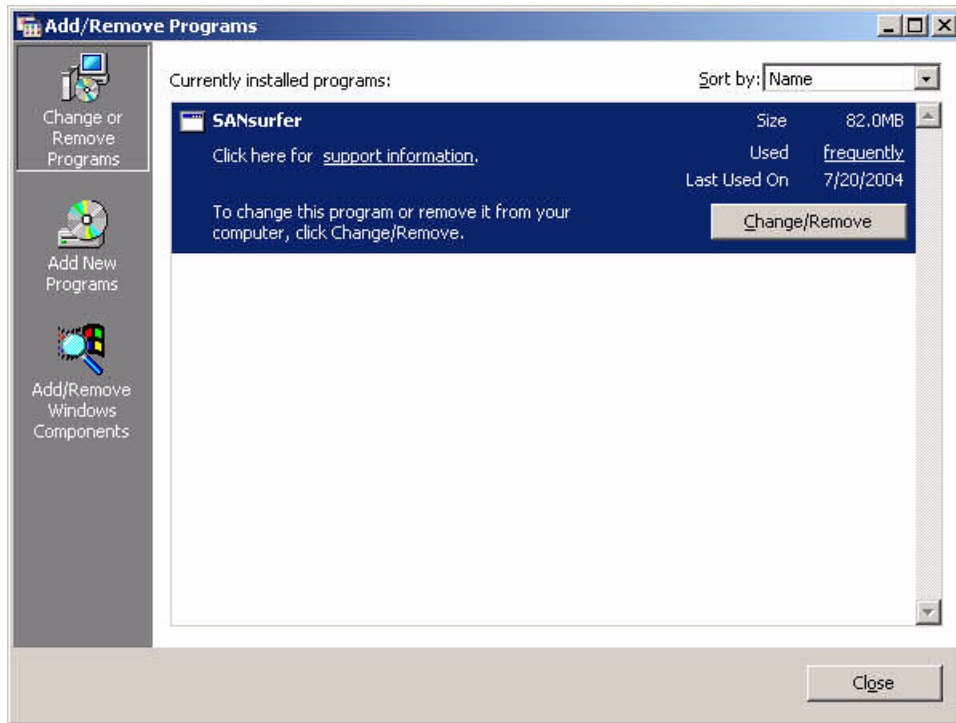 Add/Remove Programs
Change or
Remove
Programs
Add New
Programs
Add/Remove
Windows
Components
Currently installed programs:
Sort by: Name
SANsurfer
Size 82.0MB
Click here for support information.
Used frequently
Last Used On 7/20/2004
To change this program or remove it from your
computer, click Change/Remove.
Change/Remove
Close